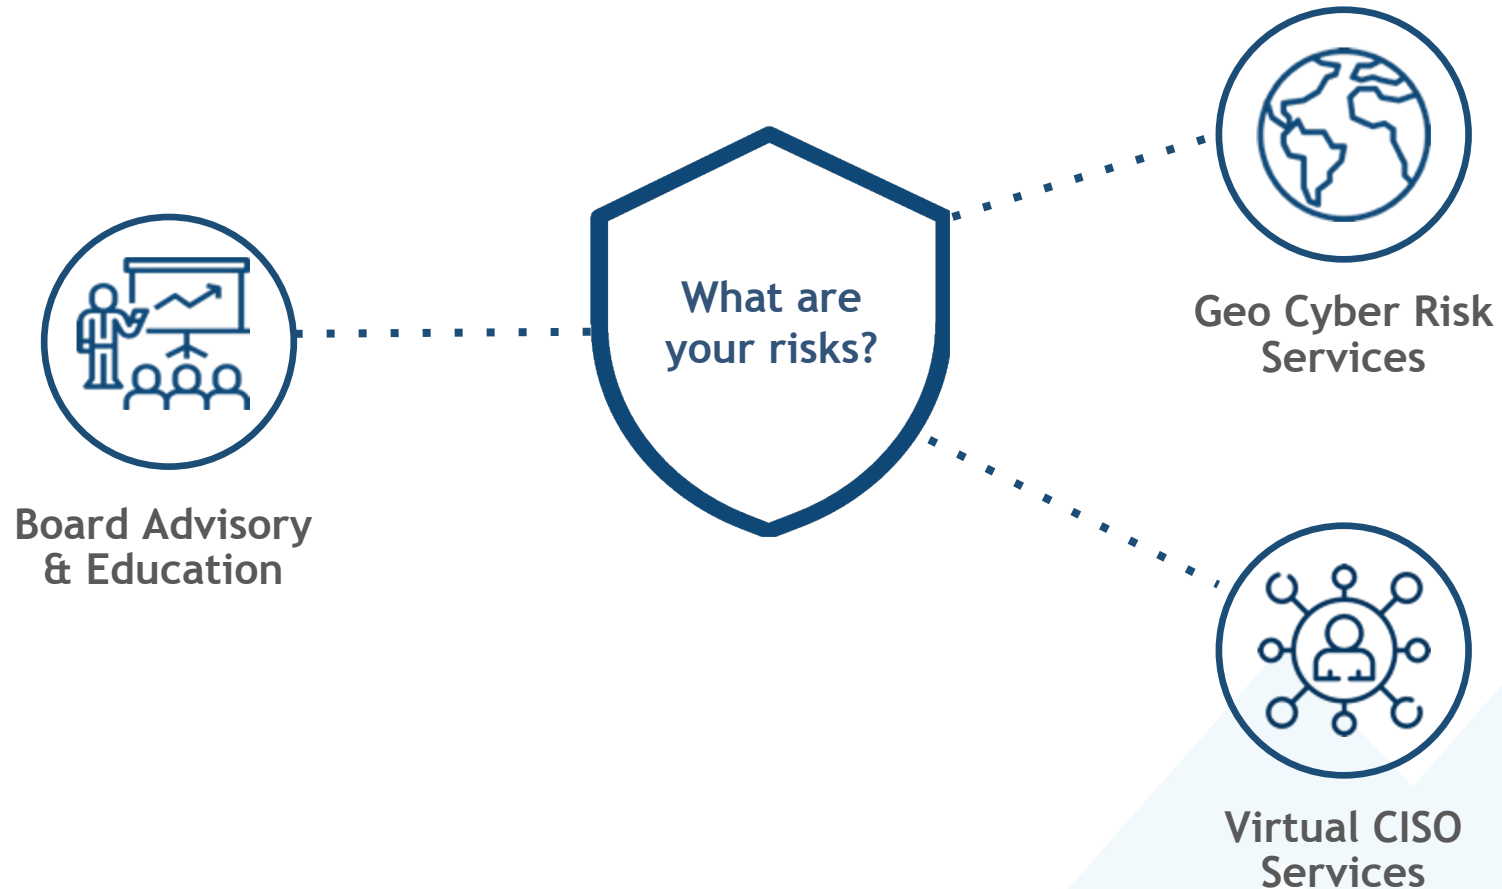 What are
your risks?
Geo Cyber Risk
Services
Board Advisory
& Education
Virtual CISO
Services